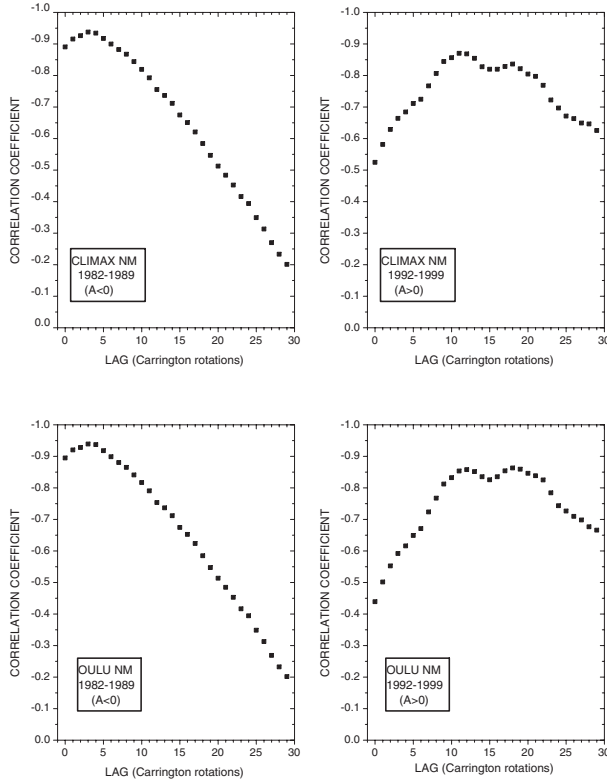 CORRELATION COEFFICIENT
-1.0
-0.9
-0.8
-0.7
-0.6
-0.5
-0.4
-0.3
-0.2
-0.1
0.0
CLIMAX NM
1982-1989
(A<0)
0 5 10 15 20 25 30
LAG (Carrington rotations)
CORRELATION COEFFICIENT
-1.0
-0.9
-0.8
-0.7
-0.6
-0.5
-0.4
-0.3
-0.2
-0.1
0.0
CLIMAX NM
1992-1999
(A>0)
0 5 10 15 20 25 30
LAG (Carrington rotations)
CORRELATION COEFFICIENT
-1.0
-0.9
-0.8
-0.7
-0.6
-0.5
-0.4
-0.3
-0.2
-0.1
0.0
OULU NM
1982-1989
(A<0)
0 5 10 15 20 25 30
LAG (Carrington rotations)
CORRELATION COEFFICIENT
-1.0
-0.9
-0.8
-0.7
-0.6
-0.5
-0.4
-0.3
-0.2
-0.1
0.0
OULU NM
1992-1999
(A>0)
0 5 10 15 20 25 30
LAG (Carrington rotations)